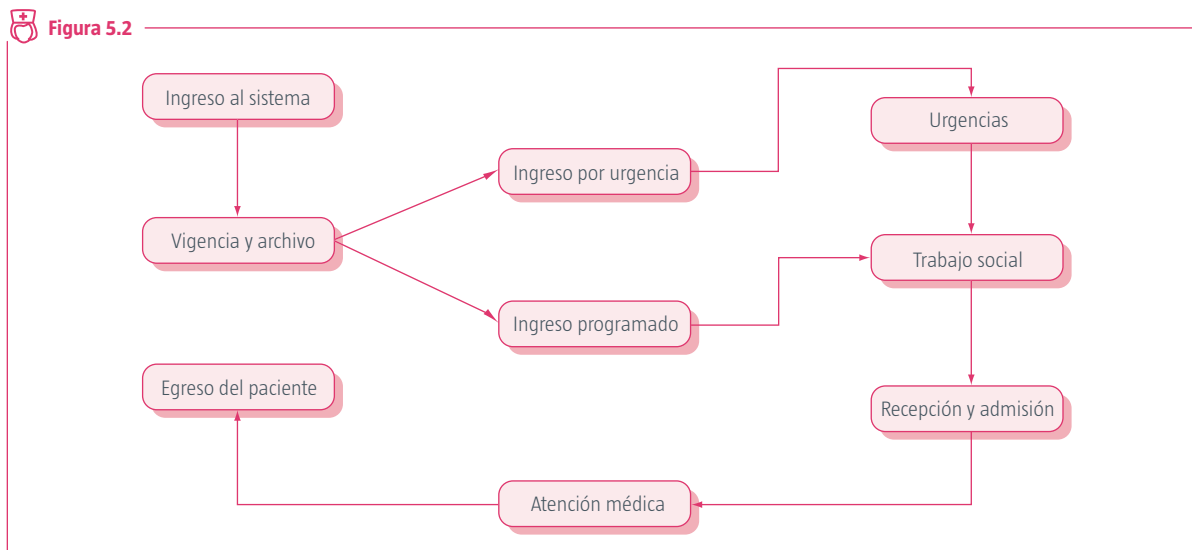 Figura 5.2
Ingreso al sistema
Urgencias
Ingreso por urgencia
Vigencia y archivo
Trabajo social
Ingreso programado
Egreso del paciente
Recepción y admisión
Atención médica